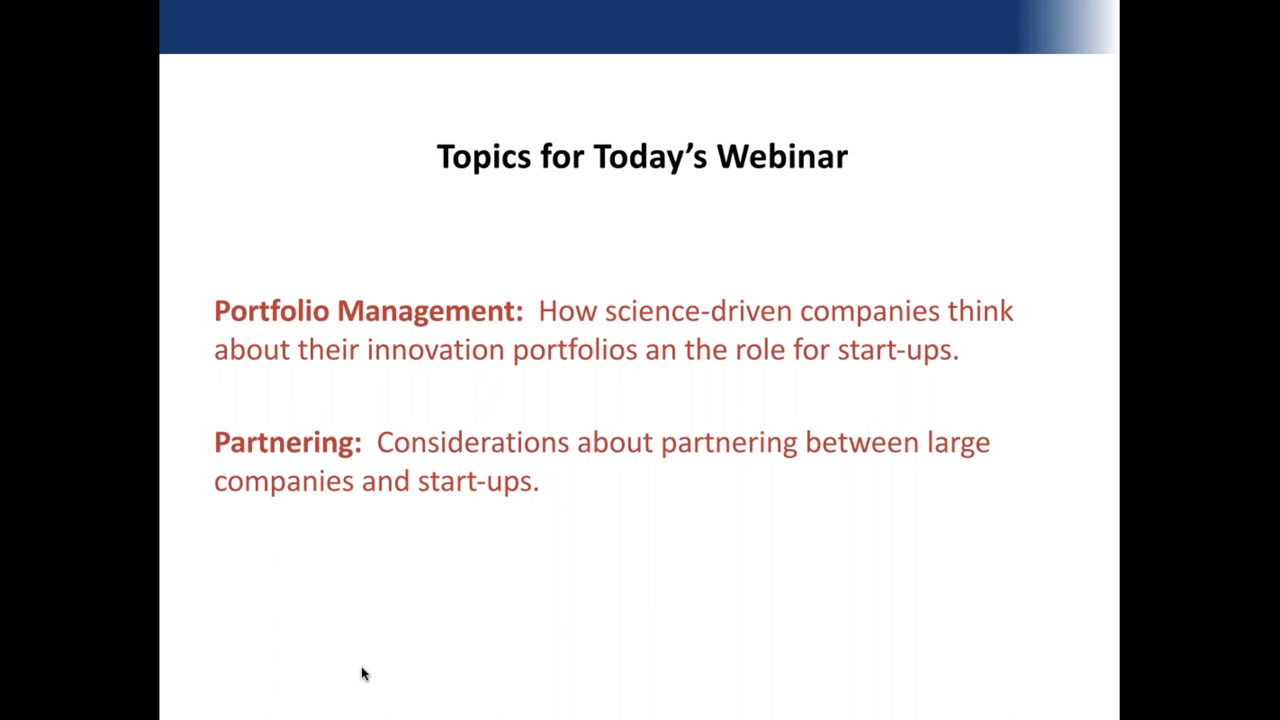 Topics for Today’s Webinar
Portfolio Management:  How science-driven companies think
about their innovation portfolios an the role for start-ups.
Partnering:  Considerations about partnering between large
companies and start-ups.